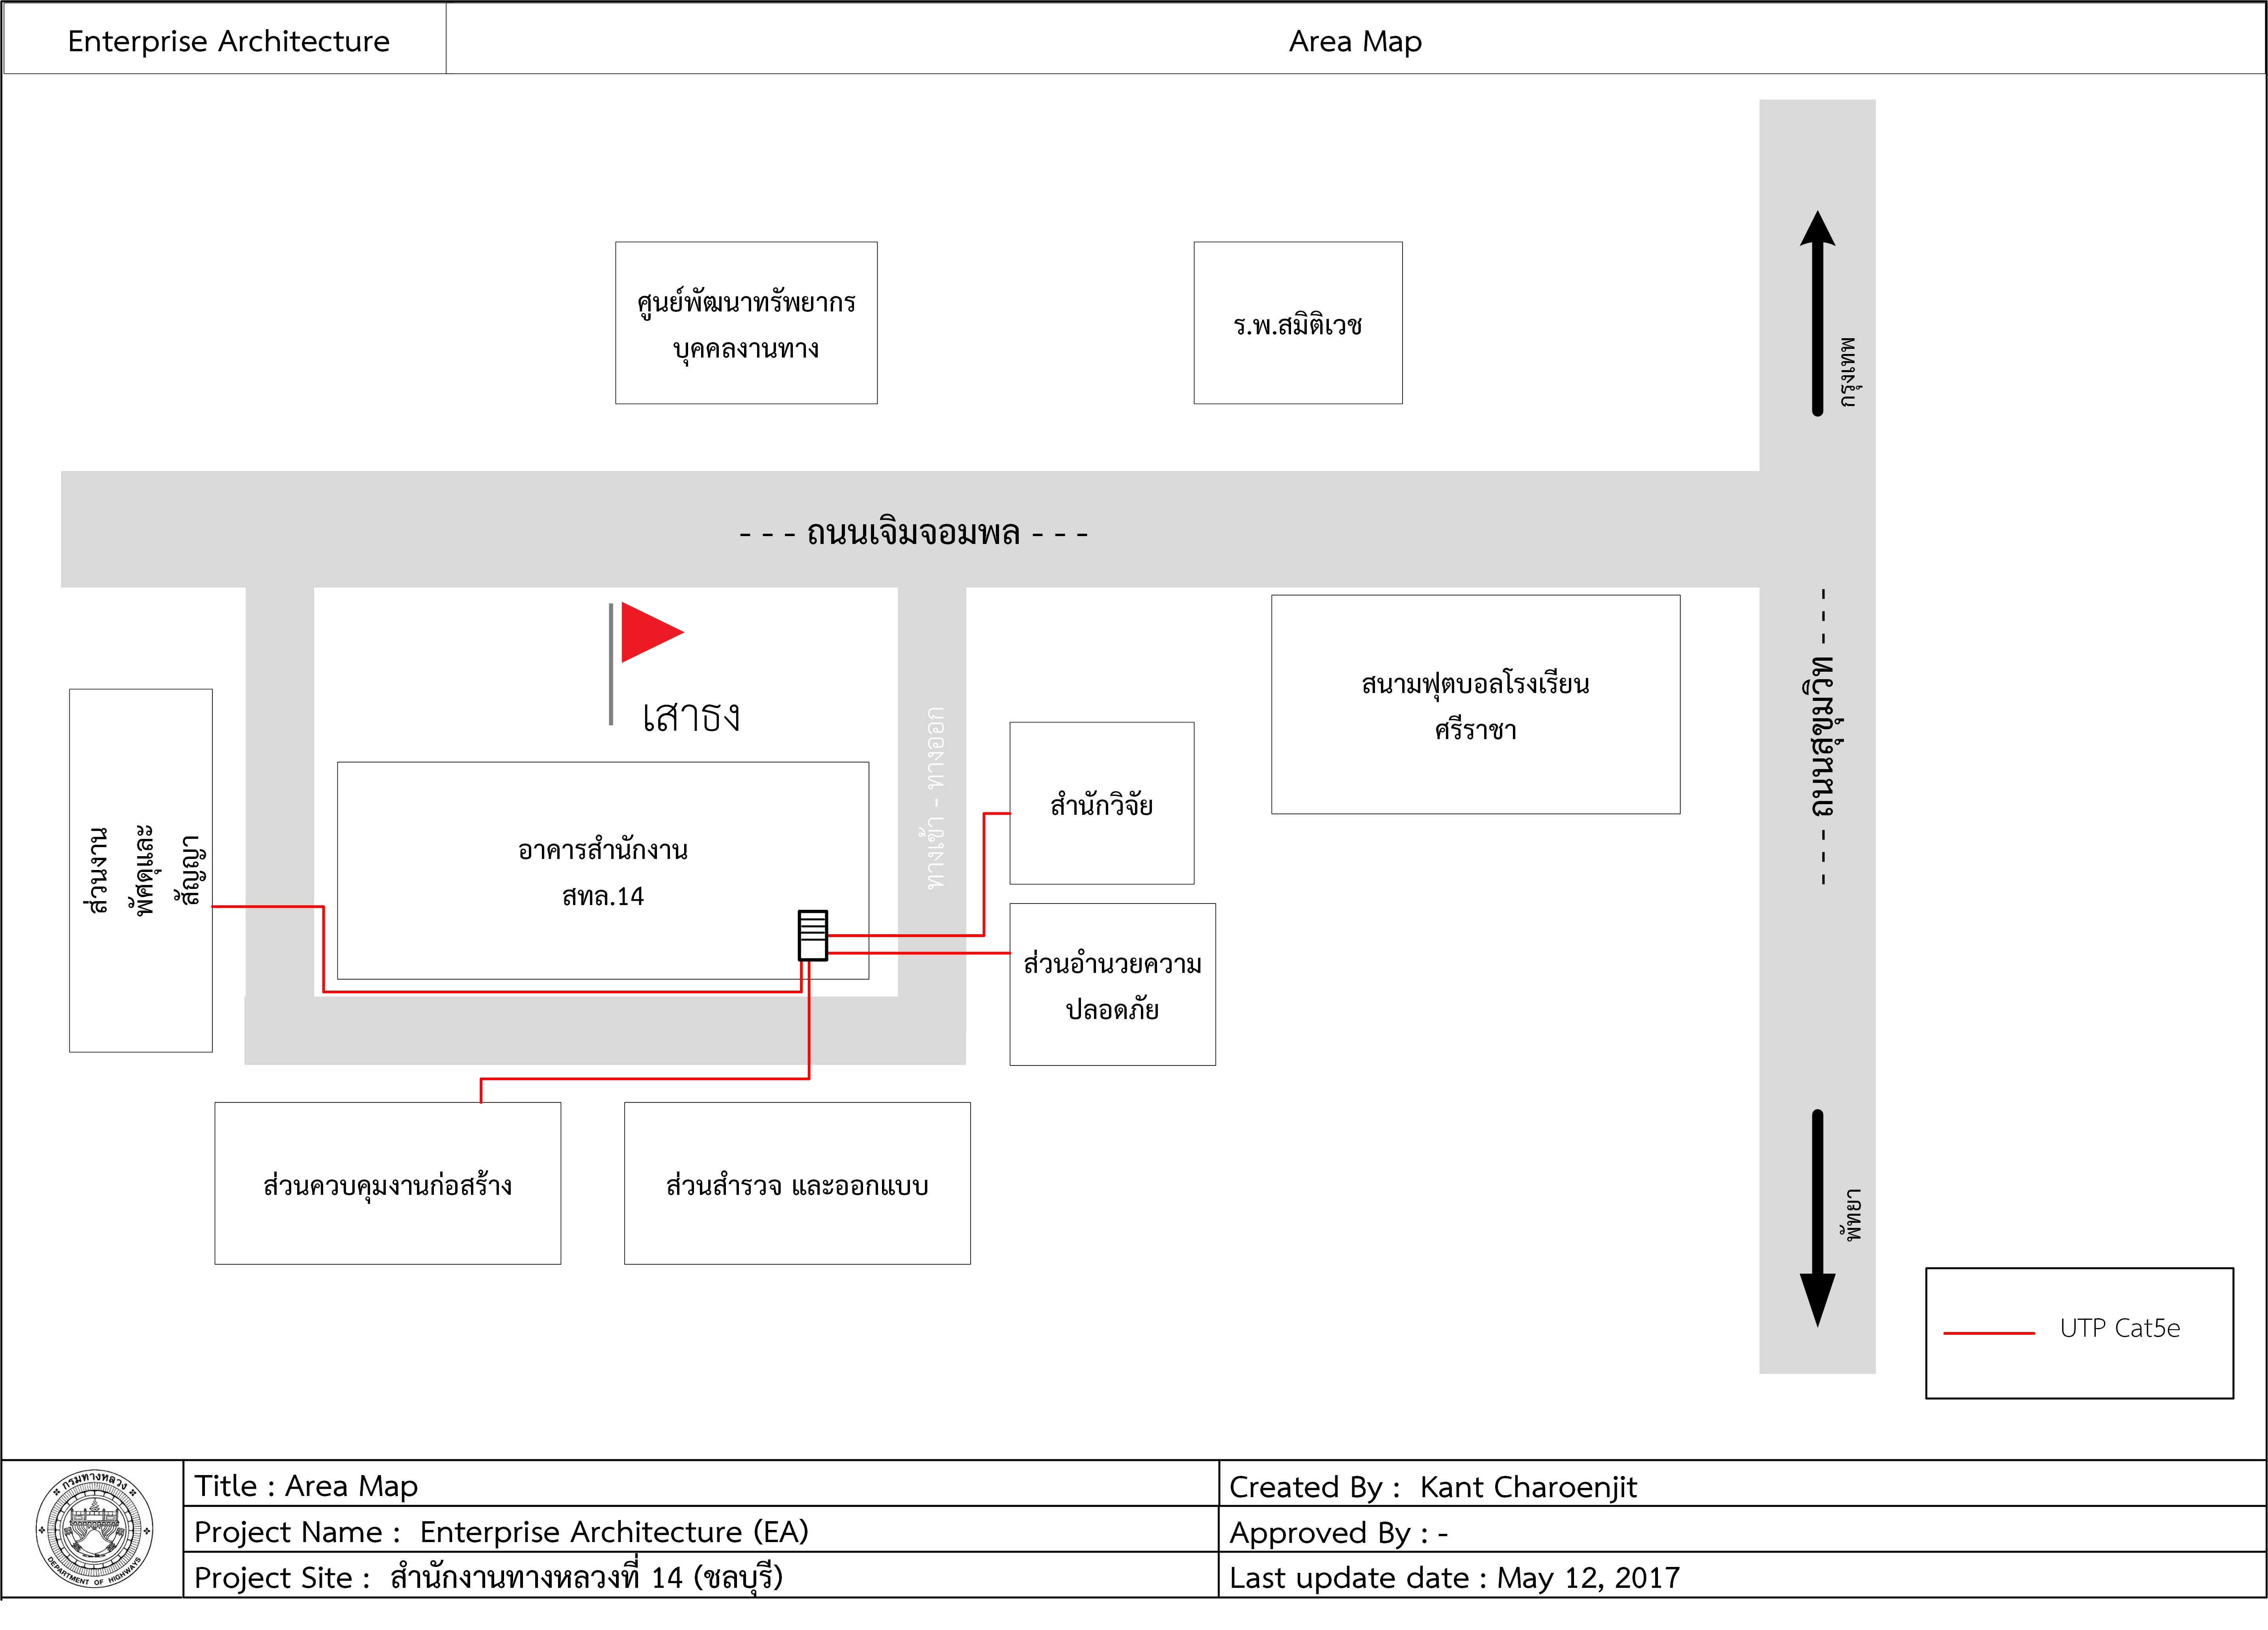 Enterprise Architecture
Area Map
ศูนย์พัฒนาทรัพยากร
บุคคลงานทาง
ร.พ.สมิติเวช
กรุงเทพ
- - - ถนนเจิมจอมพล - - -
เสาธง
สนามฟุตบอลโรงเรียน
ศรีราชา
- - - ถนนสุขุมวิท - - -
ส่วนงาน
พัศดุและ
สัญญา
อาคารสำนักงาน
สทล.14
ทางเข้า - ทางออก
สำนักวิจัย
ส่วนอำนวยความ
ปลอดภัย
ส่วนควบคุมงานก่อสร้าง
ส่วนสำรวจ และออกแบบ
พัทยา
UTP Cat5e
กรมทางหลวง
DEPARTMENT OF HIGHWAYS
Title : Area Map
Created By : Kant Charoenjit
Project Name : Enterprise Architecture (EA)
Approved By : -
Project Site : สำนักงานทางหลวงที่ 14 (ชลบุรี)
Last update date : May 12, 2017